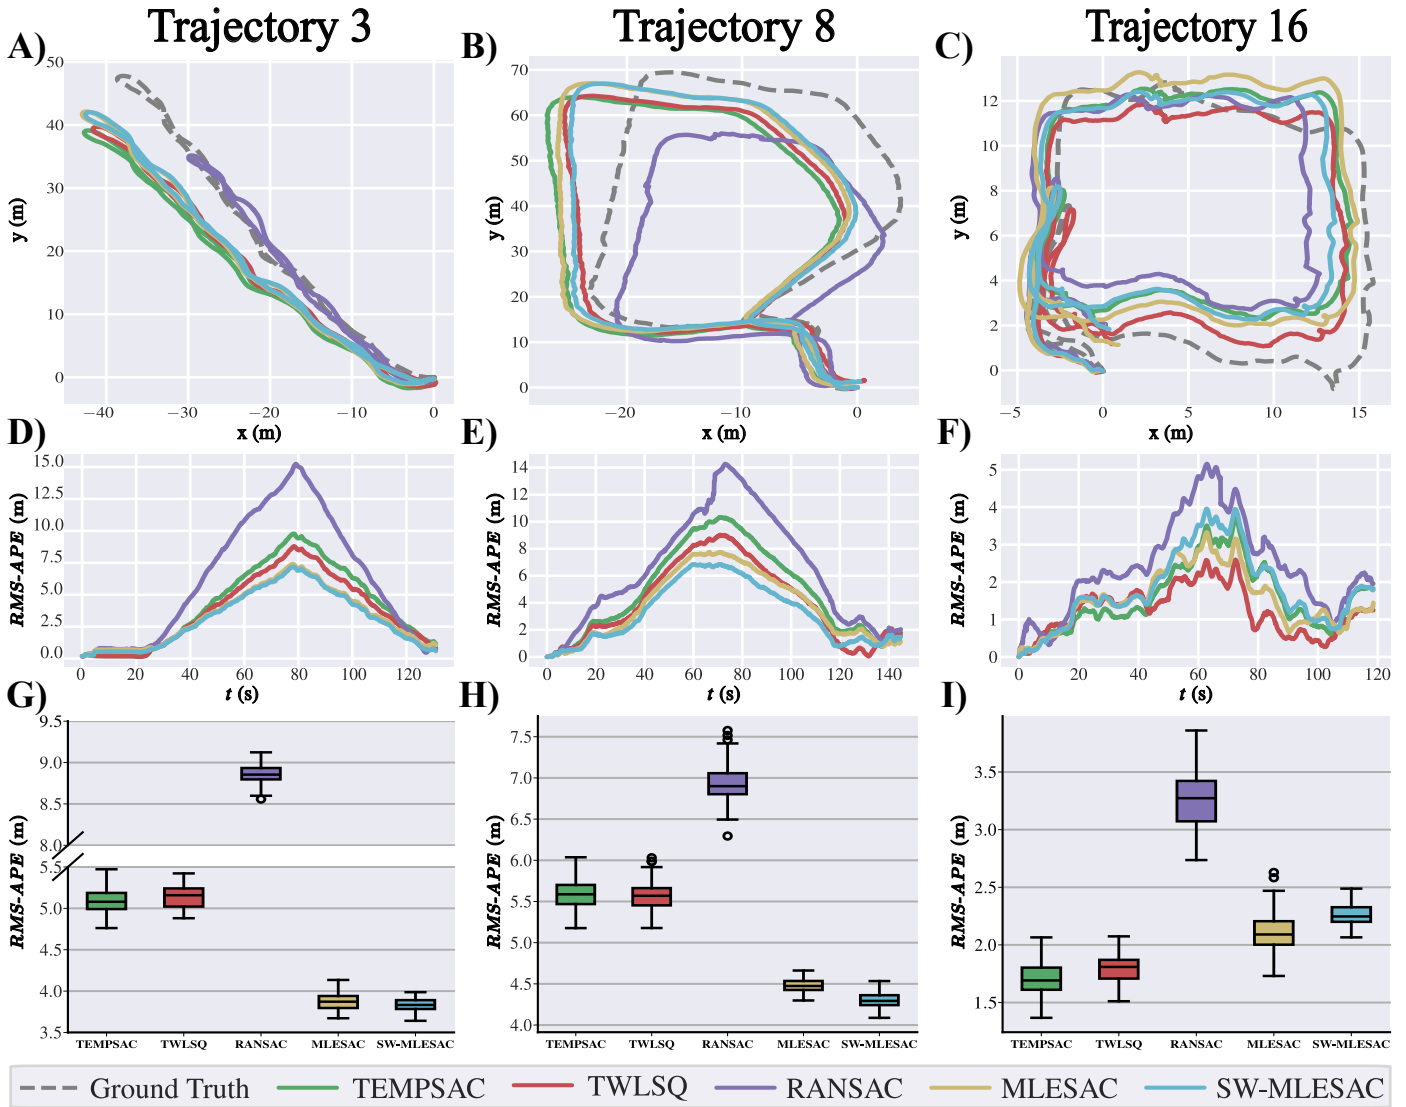 Trajectory 3
Trajectory 8
Trajectory 16
A)
B)
C)
50
40
30
20
10
0
y (m)
−40
−30
−20
−10
0
x (m)
70
60
50
40
30
20
10
0
y (m)
−20
−10
0
x (m)
12
10
8
6
4
2
0
y (m)
−5
0
5
10
15
x (m)
D)
E)
F)
15.0
12.5
10.0
7.5
5.0
2.5
0.0
RMS-APE (m)
0
20
40
60
80
100
120
t (s)
14
12
10
8
6
4
2
0
RMS-APE (m)
0
20
40
60
80
100
120
140
t (s)
5
4
3
2
1
0
RMS-APE (m)
0
20
40
60
80
100
120
t (s)
G)
H)
I)
9.5
9.0
8.5
8.0
5.5
5.0
4.5
4.0
3.5
RMS-APE (m)
TEMPSAC
TWLSQ
RANSAC
MLESAC
SW-MLESAC
7.5
7.0
6.5
6.0
5.5
5.0
4.5
4.0
RMS-APE (m)
TEMPSAC
TWLSQ
RANSAC
MLESAC
SW-MLESAC
3.5
3.0
2.5
2.0
1.5
RMS-APE (m)
TEMPSAC
TWLSQ
RANSAC
MLESAC
SW-MLESAC
Ground Truth
TEMPSAC
TWLSQ
RANSAC
MLESAC
SW-MLESAC